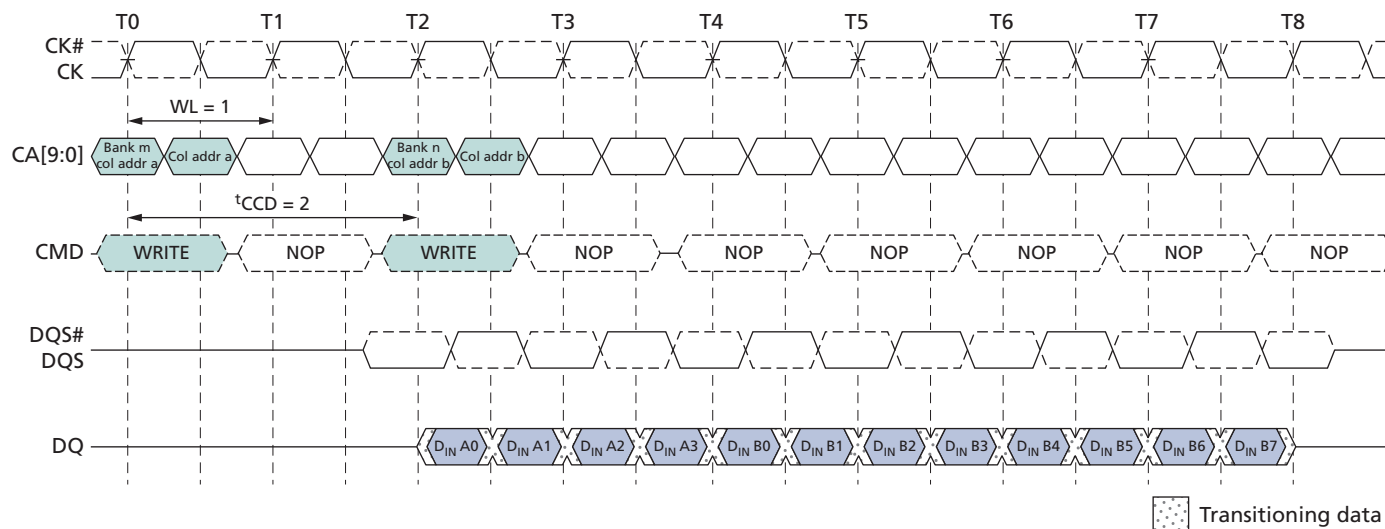 T0 T1 T2 T3 T4 T5 T6 T7 T8
CK#
CK
WL = 1
CA[9:0] Bank m col addr a Col addr a Bank n col addr b Col addr b
tCCD = 2
CMD WRITE NOP WRITE NOP NOP NOP NOP NOP NOP
DQS#
DQS
DQ DIN A0 DIN A1 DIN A2 DIN A3 DIN B0 DIN B1 DIN B2 DIN B3 DIN B4 DIN B5 DIN B6 DIN B7
Transitioning data